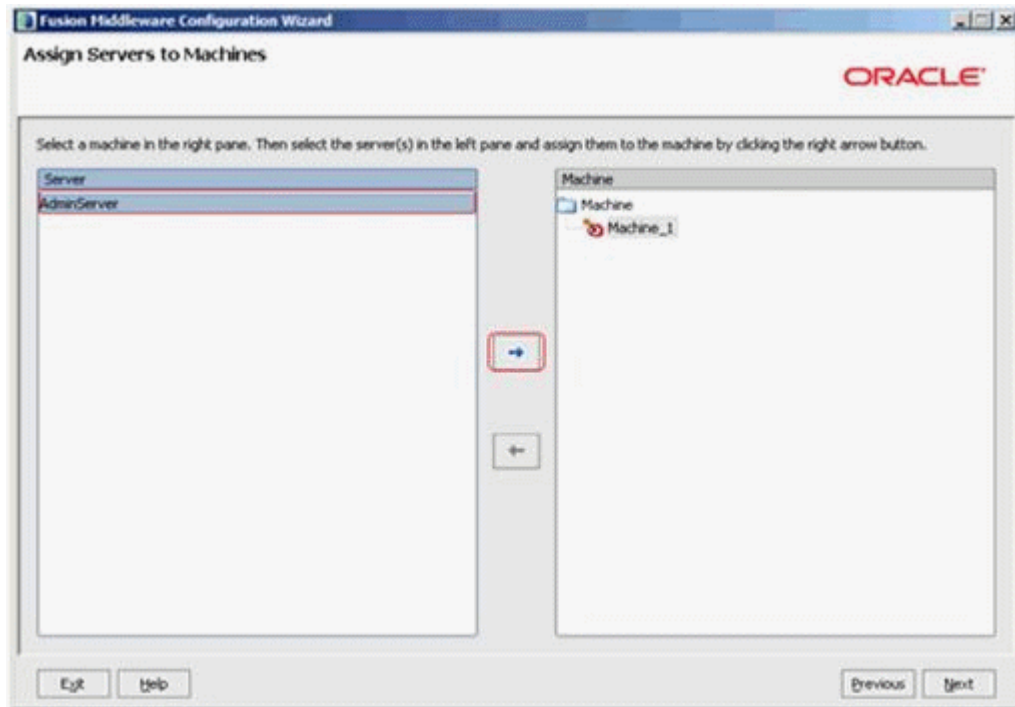 Fusion Middleware Configuration Wizard
Assign Servers to Machines
ORACLE
Select a machine in the right pane. Then select the server(s) in the left pane and assign them to the machine by clicking the right arrow button.
Server
Machine
AdminServer
Machine
Machine_1
Exit
Help
Previous
Next